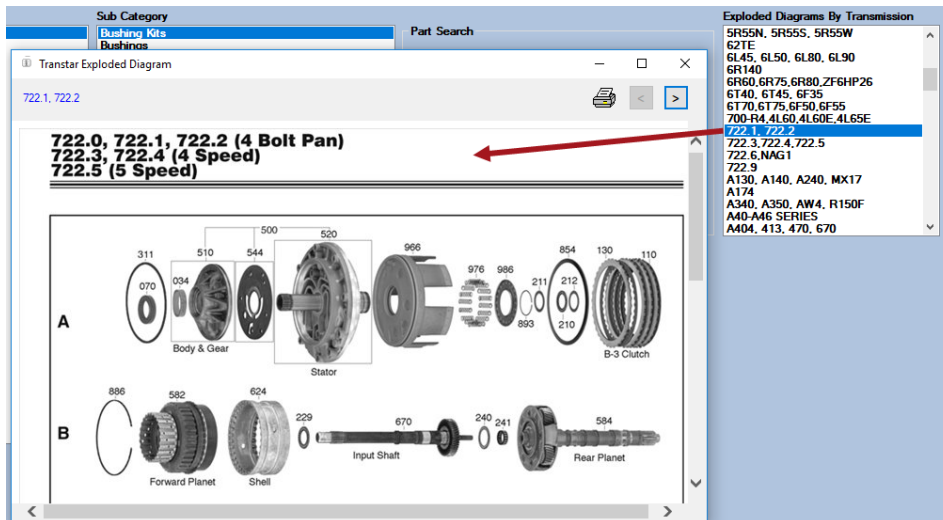 Sub Category
Bushing Kits
Bushings
Part Search
Exploded Diagrams By Transmission
5R55N, 5R55S, 5R55W
62TE
6L45, 6L50, 6L80, 6L90
6R140
6R60,6R75,6R80,ZF6HP26
6T40, 6T45, 6F35
6T70,6T75,6F50,6F55
700-R4,4L60,4L60E,4L65E
722.1, 722.2
722.3,722.4,722.5
722.6,NAG1
722.9
A130, A140, A240, MX17
A174
A340, A350, AW4, R150F
A40-A46 SERIES
A404, 413, 470, 670
Transtar Exploded Diagram
722.1, 722.2
< >
722.0, 722.1, 722.2 (4 Bolt Pan)
722.3, 722.4 (4 Speed)
722.5 (5 Speed)
A
311
070
034
500
510
544
520
966
976
986
211
893
854
212
210
130
110
Body & Gear
Stator
B-3 Clutch
B
886
582
624
229
670
240
241
584
Forward Planet
Shell
Input Shaft
Rear Planet